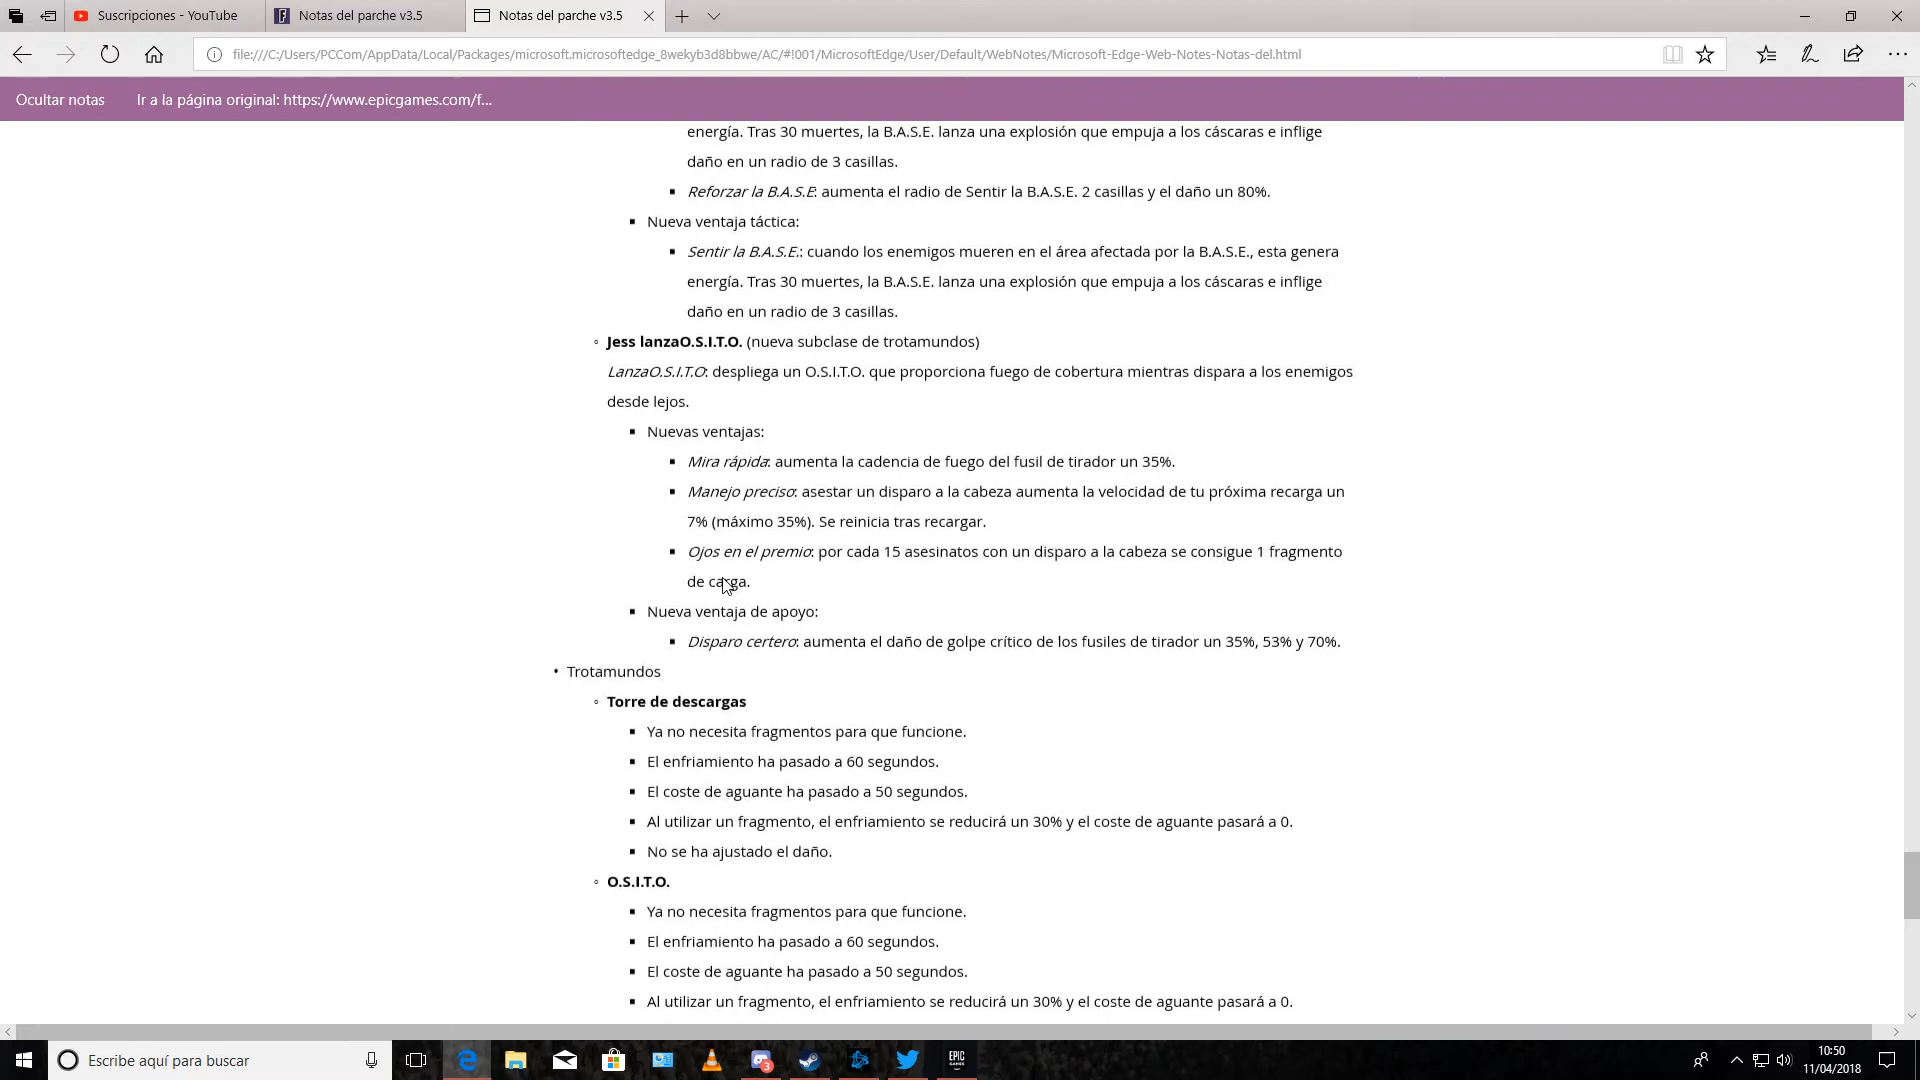 Suscripciones - YouTube
Notas del parche v3.5
Notas del parche v3.5
file:///C:/Users/PCCom/AppData/Local/Packages/microsoft.microsoftedge_8wekyb3d8bbwe/AC/#!001/MicrosoftEdge/User/Default/WebNotes/Microsoft-Edge-Web-Notes-Notas-del.html
Ocultar notas
Ir a la página original: https://www.epicgames.com/f...
energía. Tras 30 muertes, la B.A.S.E. lanza una explosión que empuja a los cáscaras e inflige
daño en un radio de 3 casillas.
▪ Reforzar la B.A.S.E: aumenta el radio de Sentir la B.A.S.E. 2 casillas y el daño un 80%.
▪ Nueva ventaja táctica:
▪ Sentir la B.A.S.E.: cuando los enemigos mueren en el área afectada por la B.A.S.E., esta genera
energía. Tras 30 muertes, la B.A.S.E. lanza una explosión que empuja a los cáscaras e inflige
daño en un radio de 3 casillas.
◦ Jess lanzaO.S.I.T.O. (nueva subclase de trotamundos)
LanzaO.S.I.T.O: despliega un O.S.I.T.O. que proporciona fuego de cobertura mientras dispara a los enemigos
desde lejos.
▪ Nuevas ventajas:
▪ Mira rápida: aumenta la cadencia de fuego del fusil de tirador un 35%.
▪ Manejo preciso: asestar un disparo a la cabeza aumenta la velocidad de tu próxima recarga un
7% (máximo 35%). Se reinicia tras recargar.
▪ Ojos en el premio: por cada 15 asesinatos con un disparo a la cabeza se consigue 1 fragmento
de carga.
▪ Nueva ventaja de apoyo:
▪ Disparo certero: aumenta el daño de golpe crítico de los fusiles de tirador un 35%, 53% y 70%.
• Trotamundos
◦ Torre de descargas
▪ Ya no necesita fragmentos para que funcione.
▪ El enfriamiento ha pasado a 60 segundos.
▪ El coste de aguante ha pasado a 50 segundos.
▪ Al utilizar un fragmento, el enfriamiento se reducirá un 30% y el coste de aguante pasará a 0.
▪ No se ha ajustado el daño.
◦ O.S.I.T.O.
▪ Ya no necesita fragmentos para que funcione.
▪ El enfriamiento ha pasado a 60 segundos.
▪ El coste de aguante ha pasado a 50 segundos.
▪ Al utilizar un fragmento, el enfriamiento se reducirá un 30% y el coste de aguante pasará a 0.
Escribe aquí para buscar
3
EPIC
GAMES
10:50
11/04/2018